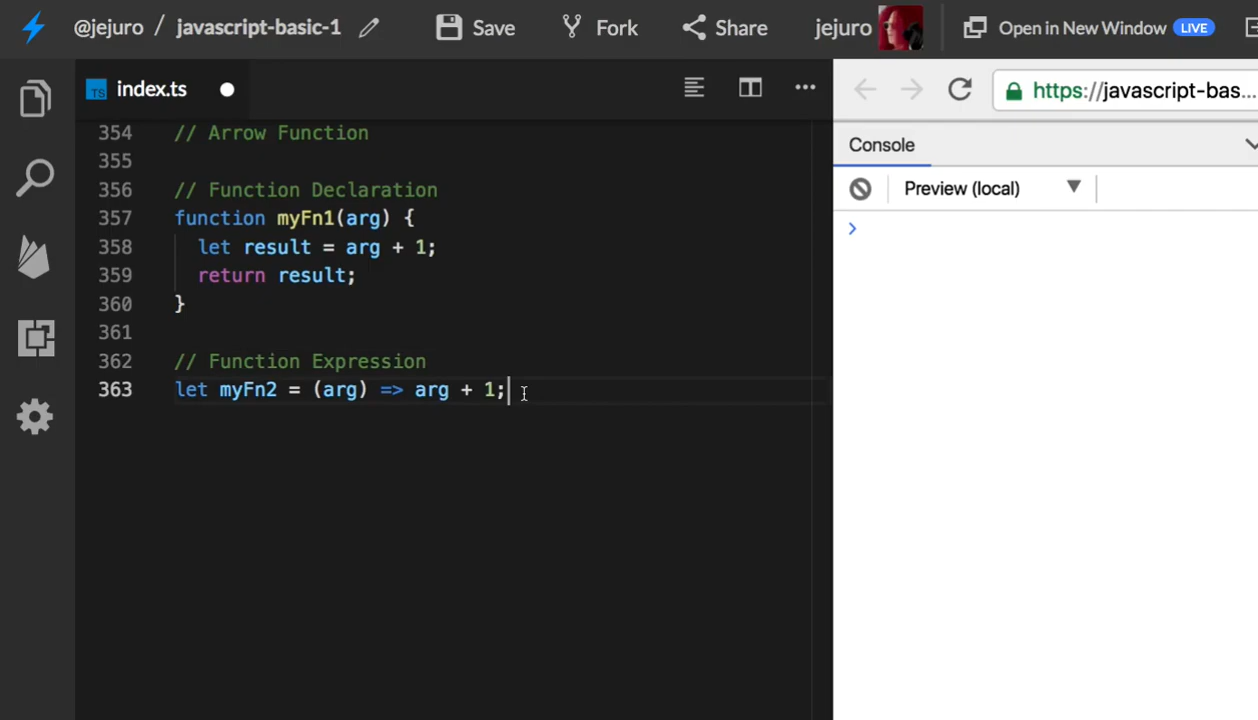 @jejuro / javascript-basic-1 Save Fork Share jejuro Open in New Window LIVE
TS index.ts
https://javascript-bas...
Console
Preview (local)
354 // Arrow Function
355
356 // Function Declaration
357 function myFn1(arg) {
358 let result = arg + 1;
359 return result;
360 }
361
362 // Function Expression
363 let myFn2 = (arg) => arg + 1;